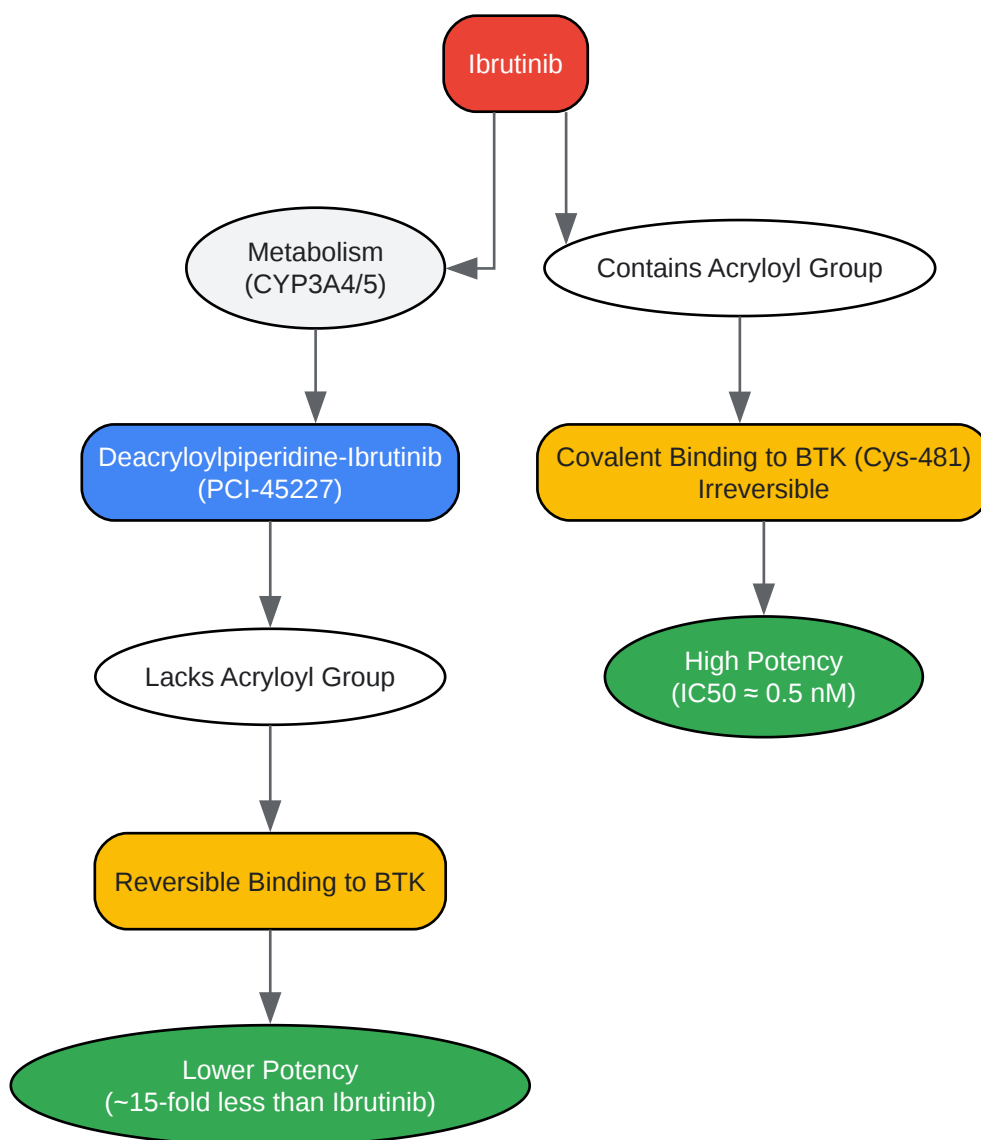 Ibrutinib
Metabolism
(CYP3A4/5)
Contains Acryloyl Group
Deacryloylpiperidine-Ibrutinib
(PCI-45227)
Covalent Binding to BTK (Cys-481)
Irreversible
Lacks Acryloyl Group
High Potency
(IC50 ≈ 0.5 nM)
Reversible Binding to BTK
Lower Potency
(~15-fold less than Ibrutinib)